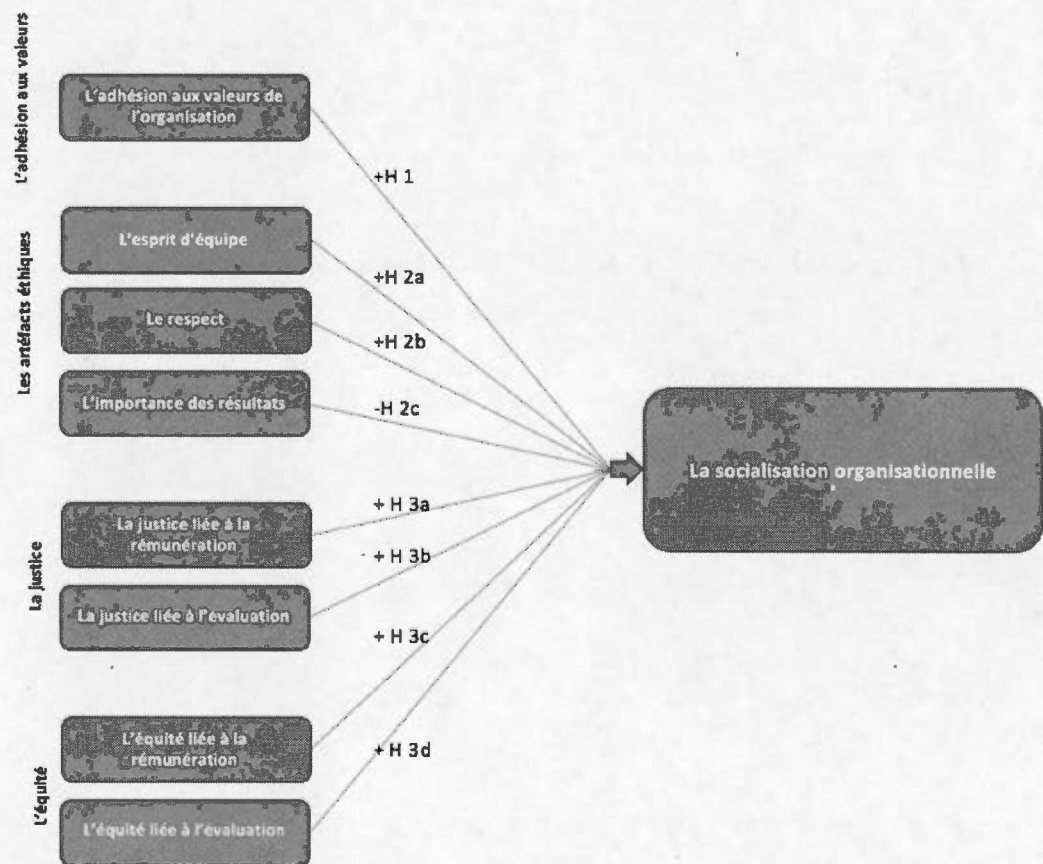 L'adhésion aux valeurs
L'adhésion aux valeurs de
l'organisation
+H 1
Les artéfacts éthiques
L'esprit d'équipe
+H 2a
Le respect
+H 2b
L'importance des résultats
-H 2c
La socialisation organisationnelle
La justice
La justice liée à la
rémunération
+ H 3a
La justice liée à l'évaluation
+ H 3b
+ H 3c
L'équité
L'équité liée à la
rémunération
+ H 3d
L'équité liée à l'évaluation